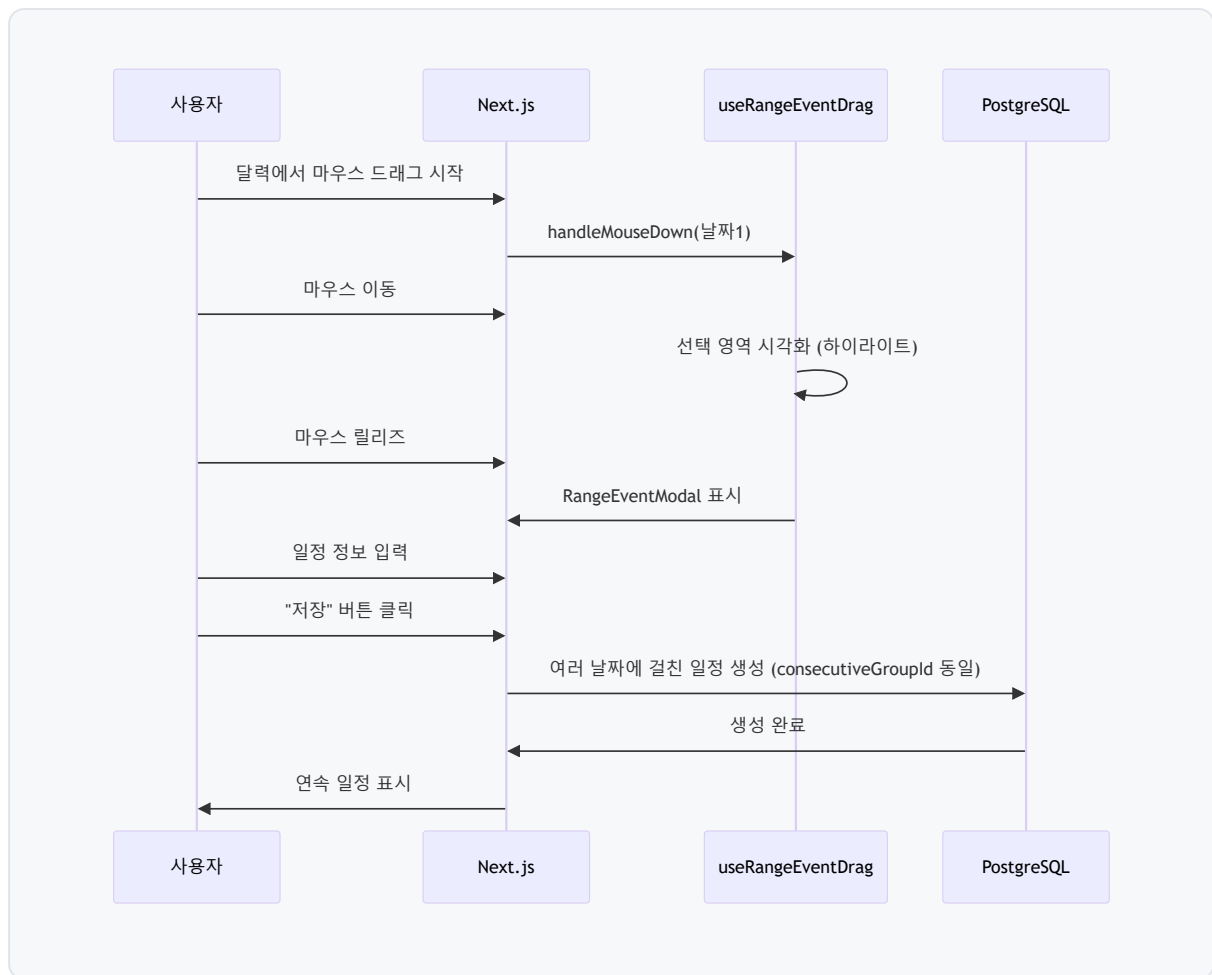 사용자
Next.js
useRangeEventDrag
PostgreSQL
달력에서 마우스 드래그 시작
handleMouseDown(날짜1)
마우스 이동
선택 영역 시각화 (하이라이트)
마우스 릴리즈
RangeEventModal 표시
일정 정보 입력
"저장" 버튼 클릭
여러 날짜에 걸친 일정 생성 (consecutiveGroupId 동일)
생성 완료
연속 일정 표시
사용자
Next.js
useRangeEventDrag
PostgreSQL